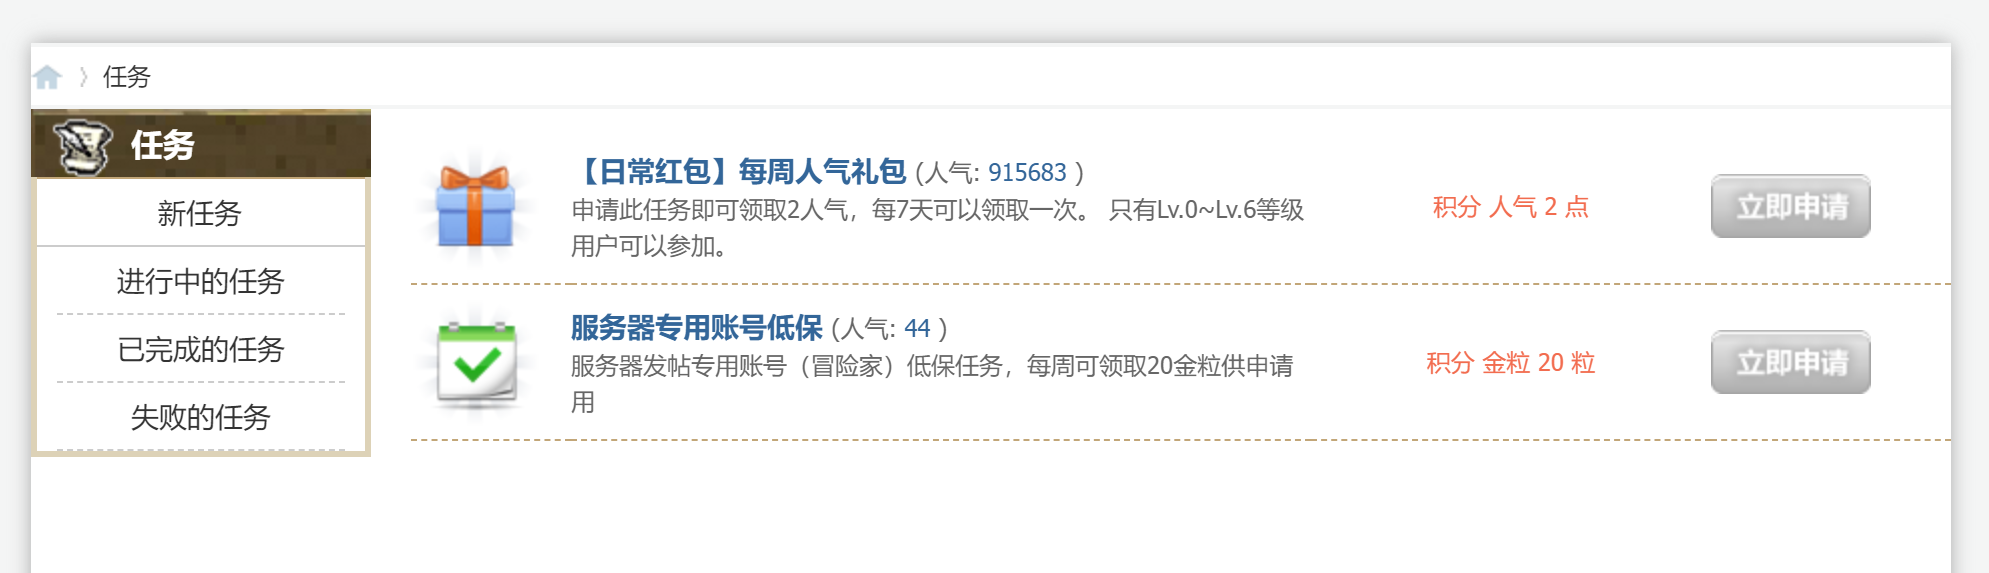 任务
任务
新任务
进行中的任务
已完成的任务
失败的任务
【日常红包】每周人气礼包 (人气: 915683 )
申请此任务即可领取2人气，每7天可以领取一次。 只有Lv.0~Lv.6等级
用户可以参加。
积分 人气 2 点
立即申请
服务器专用账号低保 (人气: 44 )
服务器发帖专用账号（冒险家）低保任务，每周可领取20金粒供申请
用
积分 金粒 20 粒
立即申请